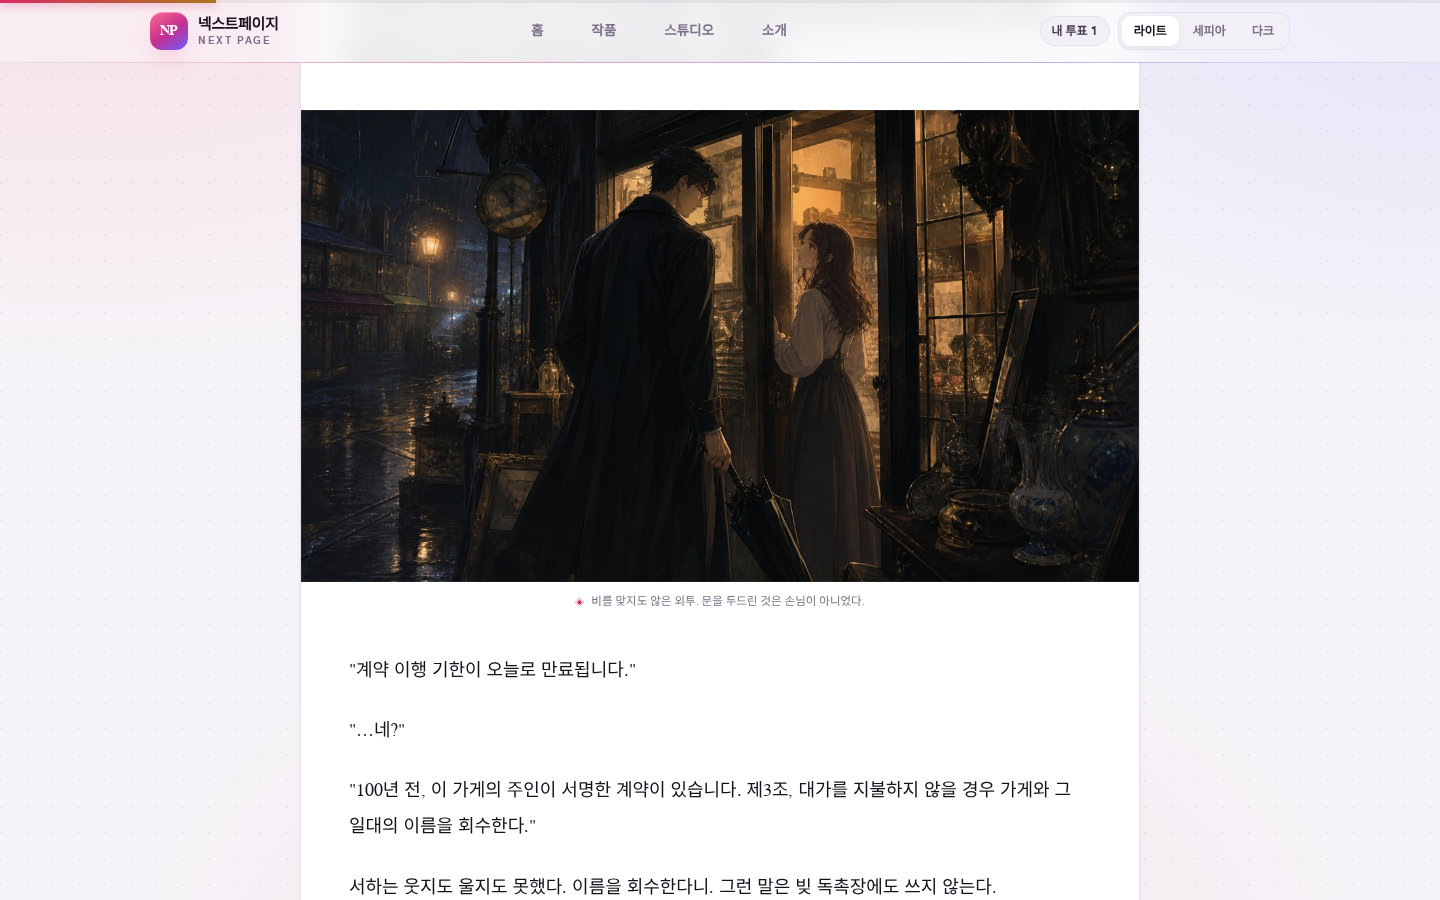 NP
넥스트페이지
NEXT PAGE
홈
작품
스튜디오
소개
내 투표 1
라이트
세피아
다크
비를 맞지도 않은 외투. 문을 두드린 것은 손님이 아니었다.
"계약 이행 기한이 오늘로 만료됩니다."
"…네?"
"100년 전, 이 가게의 주인이 서명한 계약이 있습니다. 제3조, 대가를 지불하지 않을 경우 가게와 그
일대의 이름을 회수한다."
서하는 웃지도 울지도 못했다. 이름을 회수한다니. 그런 말은 빚 독촉장에도 쓰지 않는다.